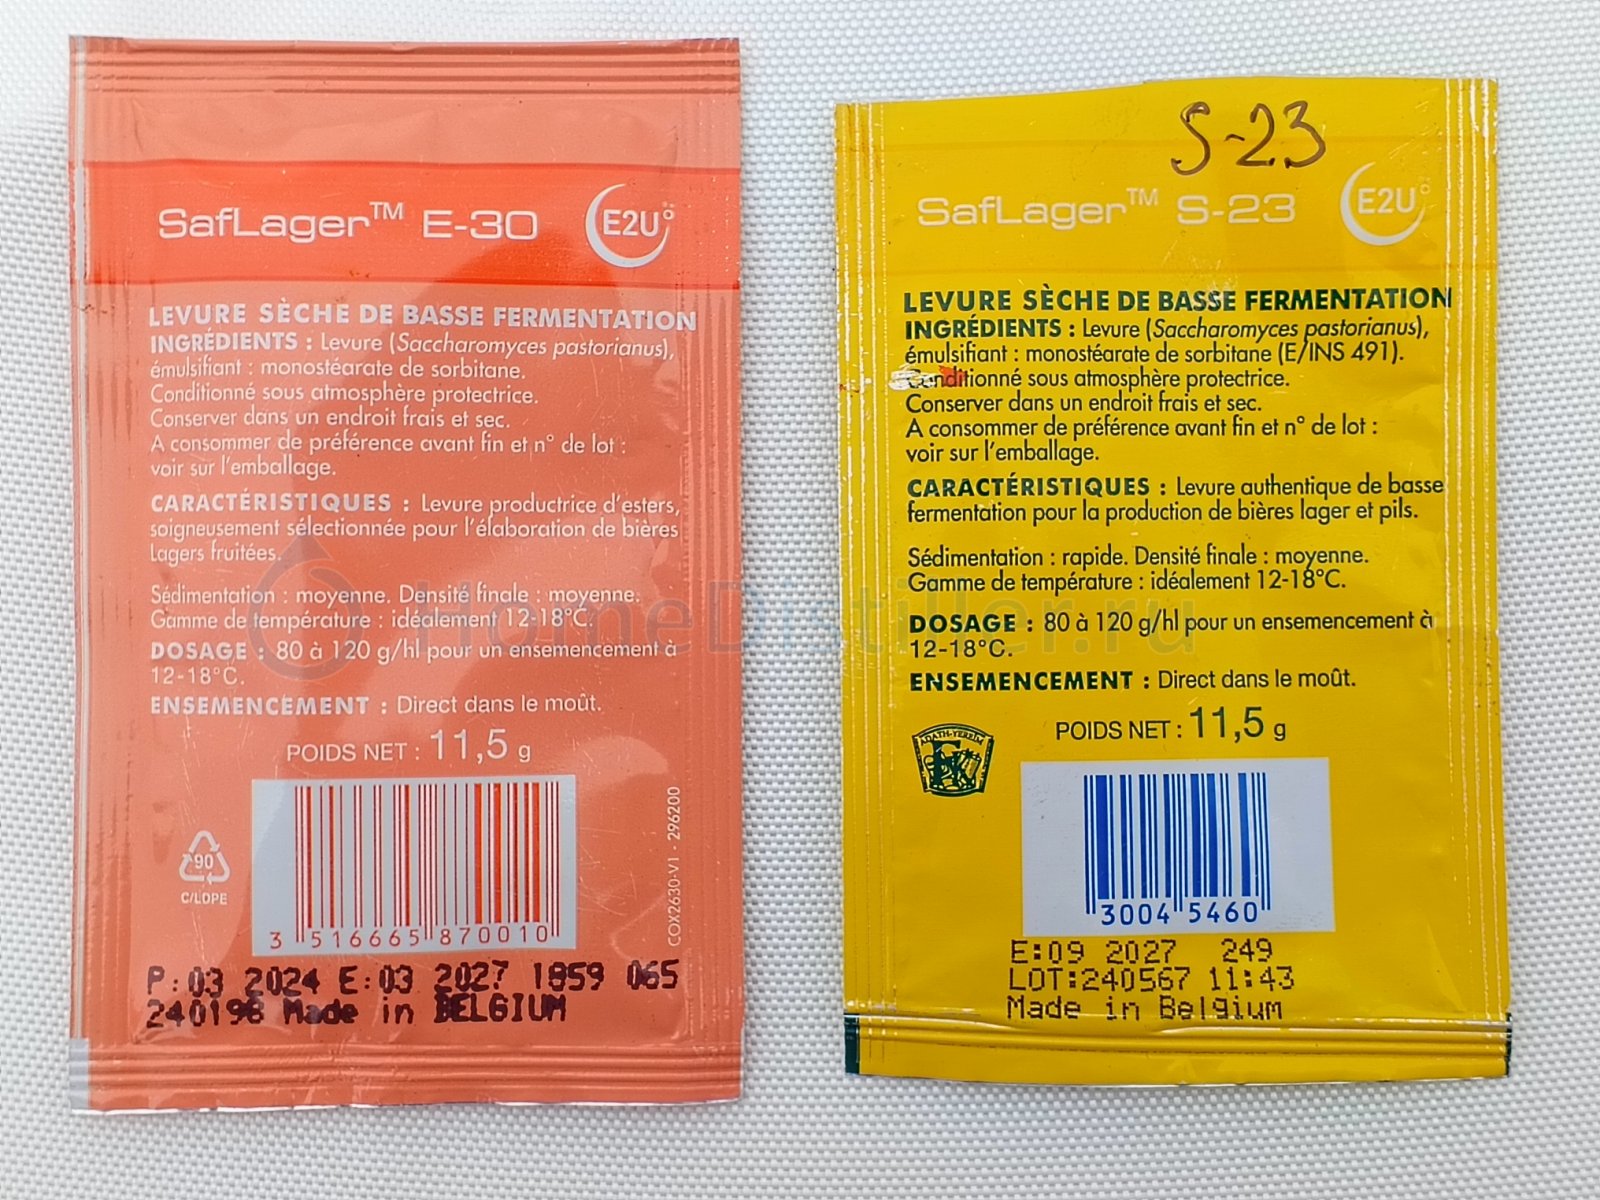 SafLager™ E-30
E2U
LEVURE SÈCHE DE BASSE FERMENTATION
INGRÉDIENTS : Levure (Saccharomyces pastorianus),
émulsifiant : monostéarate de sorbitane.
Conditionné sous atmosphère protectrice.
Conserver dans un endroit frais et sec.
A consommer de préférence avant fin et n° de lot :
voir sur l'emballage.
CARACTÉRISTIQUES : Levure productrice d'esters,
soigneusement sélectionnée pour l'élaboration de bières
Lagers fruitées.
Sédimentation : moyenne. Densité finale : moyenne.
Gamme de température : idéalement 12-18°C.
DOSAGE : 80 à 120 g/hl pour un ensemencement à
12-18°C.
ENSEMENCEMENT : Direct dans le moût.
POIDS NET : 11,5 g
90
C/LDPE
COX2630-V1 - 296200
3 516665 870010
P:03 2024 E:03 2027 1859 065
240198 Made in BELGIUM
S-23
SafLager™ S-23
E2U
LEVURE SÈCHE DE BASSE FERMENTATION
INGRÉDIENTS : Levure (Saccharomyces pastorianus),
émulsifiant : monostéarate de sorbitane (E/INS 491).
Conditionné sous atmosphère protectrice.
Conserver dans un endroit frais et sec.
A consommer de préférence avant fin et n° de lot :
voir sur l'emballage.
CARACTÉRISTIQUES : Levure authentique de basse
fermentation pour la production de bières lager et pils.
Sédimentation : rapide. Densité finale : moyenne.
Gamme de température : idéalement 12-18°C.
DOSAGE : 80 à 120 g/hl pour un ensemencement à
12-18°C.
ENSEMENCEMENT : Direct dans le moût.
POIDS NET : 11,5 g
ADATH-YEREIM
3004 5460
E:09 2027 249
LOT:240567 11:43
Made in Belgium
HomeDistiller.ru